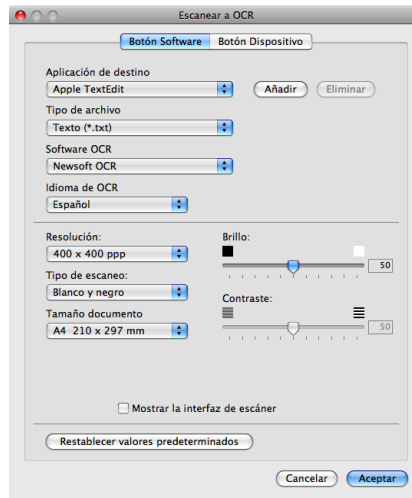 Escanear a OCR
Botón Software Botón Dispositivo
Aplicación de destino
Apple TextEdit Añadir Eliminar
Tipo de archivo
Texto (*.txt)
Software OCR
Newsoft OCR
Idioma de OCR
Español
Resolución: Brillo:
400 x 400 ppp 50
Tipo de escaneo:
Blanco y negro Contraste:
Tamaño documento
A4 210 x 297 mm 50
Mostrar la interfaz de escáner
Restablecer valores predeterminados
Cancelar Aceptar